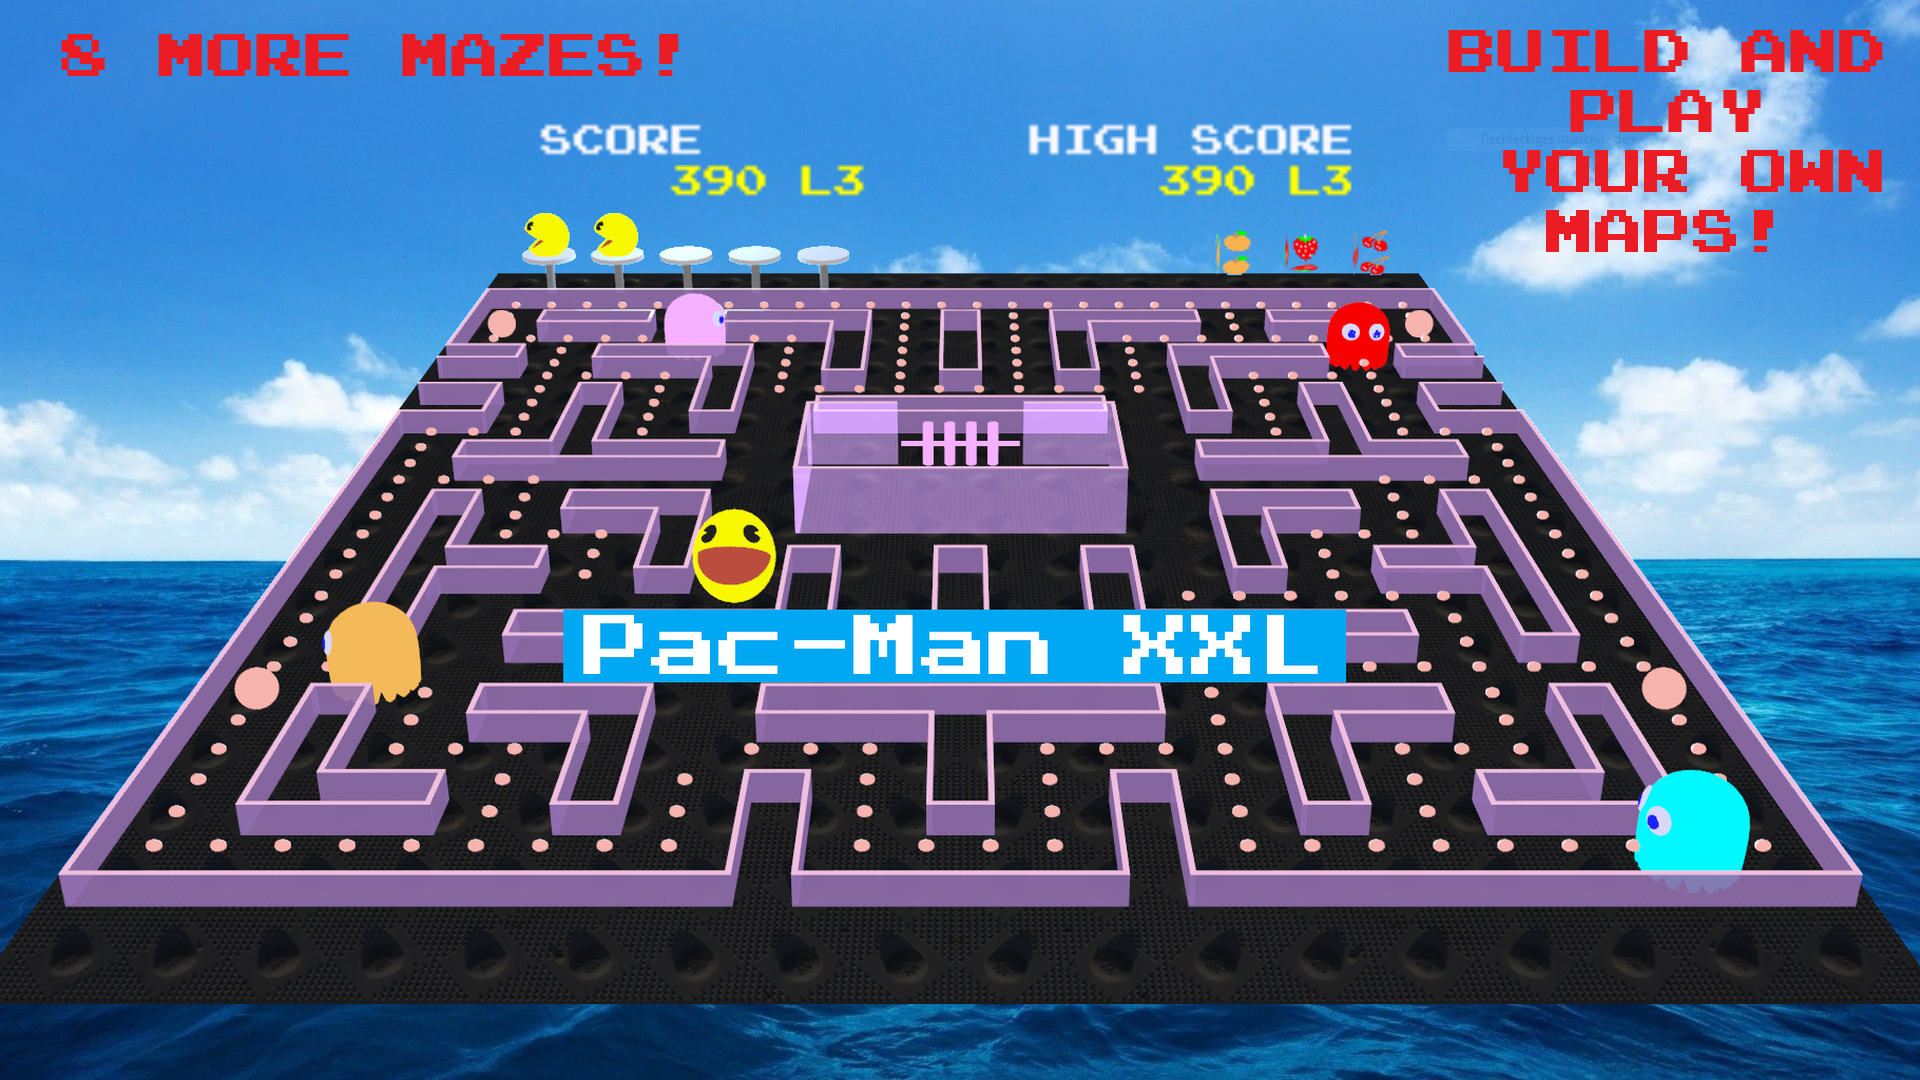 8 MORE MAZES!
BUILD AND
PLAY
YOUR OWN
MAPS!
SCORE
390 L3
HIGH SCORE
390 L3
Pac-Man XXL